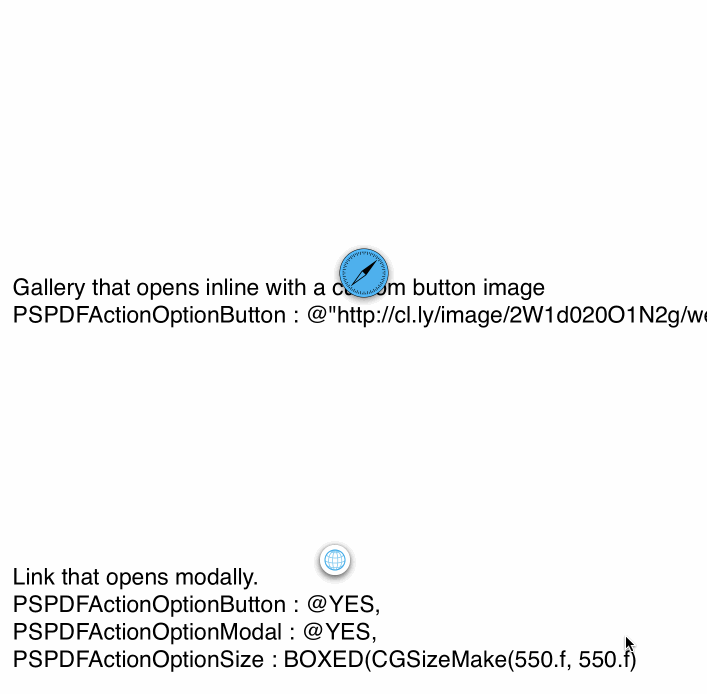 Gallery that opens inline with a custom button image
PSPDFActionOptionButton : @"http://cl.ly/image/2W1d020O1N2g/we
Link that opens modally.
PSPDFActionOptionButton : @YES,
PSPDFActionOptionModal : @YES,
PSPDFActionOptionSize : BOXED(CGSizeMake(550.f, 550.f)